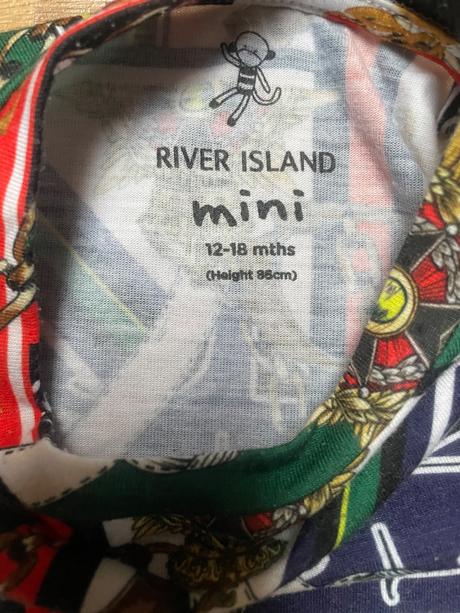 RIVER ISLAND
mini
12-18 mths
(Height 86cm)